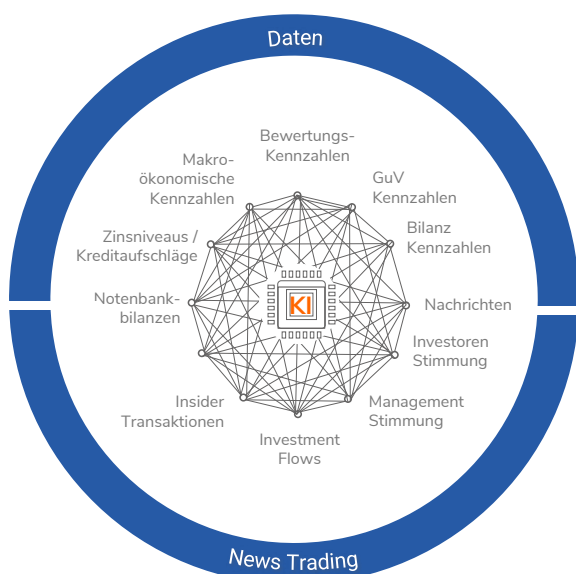 Daten
Bewertungs-
Kennzahlen
Makro-
ökonomische
Kennzahlen
GuV
Kennzahlen
Zinsniveaus /
Kreditaufschläge
Bilanz
Kennzahlen
Notenbank-
bilanzen
KI
Nachrichten
Investoren
Stimmung
Insider
Transaktionen
Management
Stimmung
Investment
Flows
News Trading